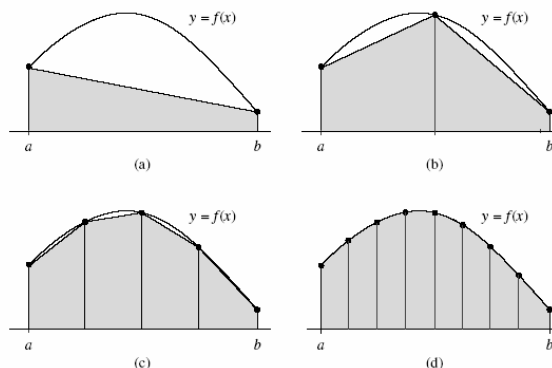 y = f(x)
a
b
(a)
y = f(x)
a
b
(b)
y = f(x)
a
b
(c)
y = f(x)
a
b
(d)